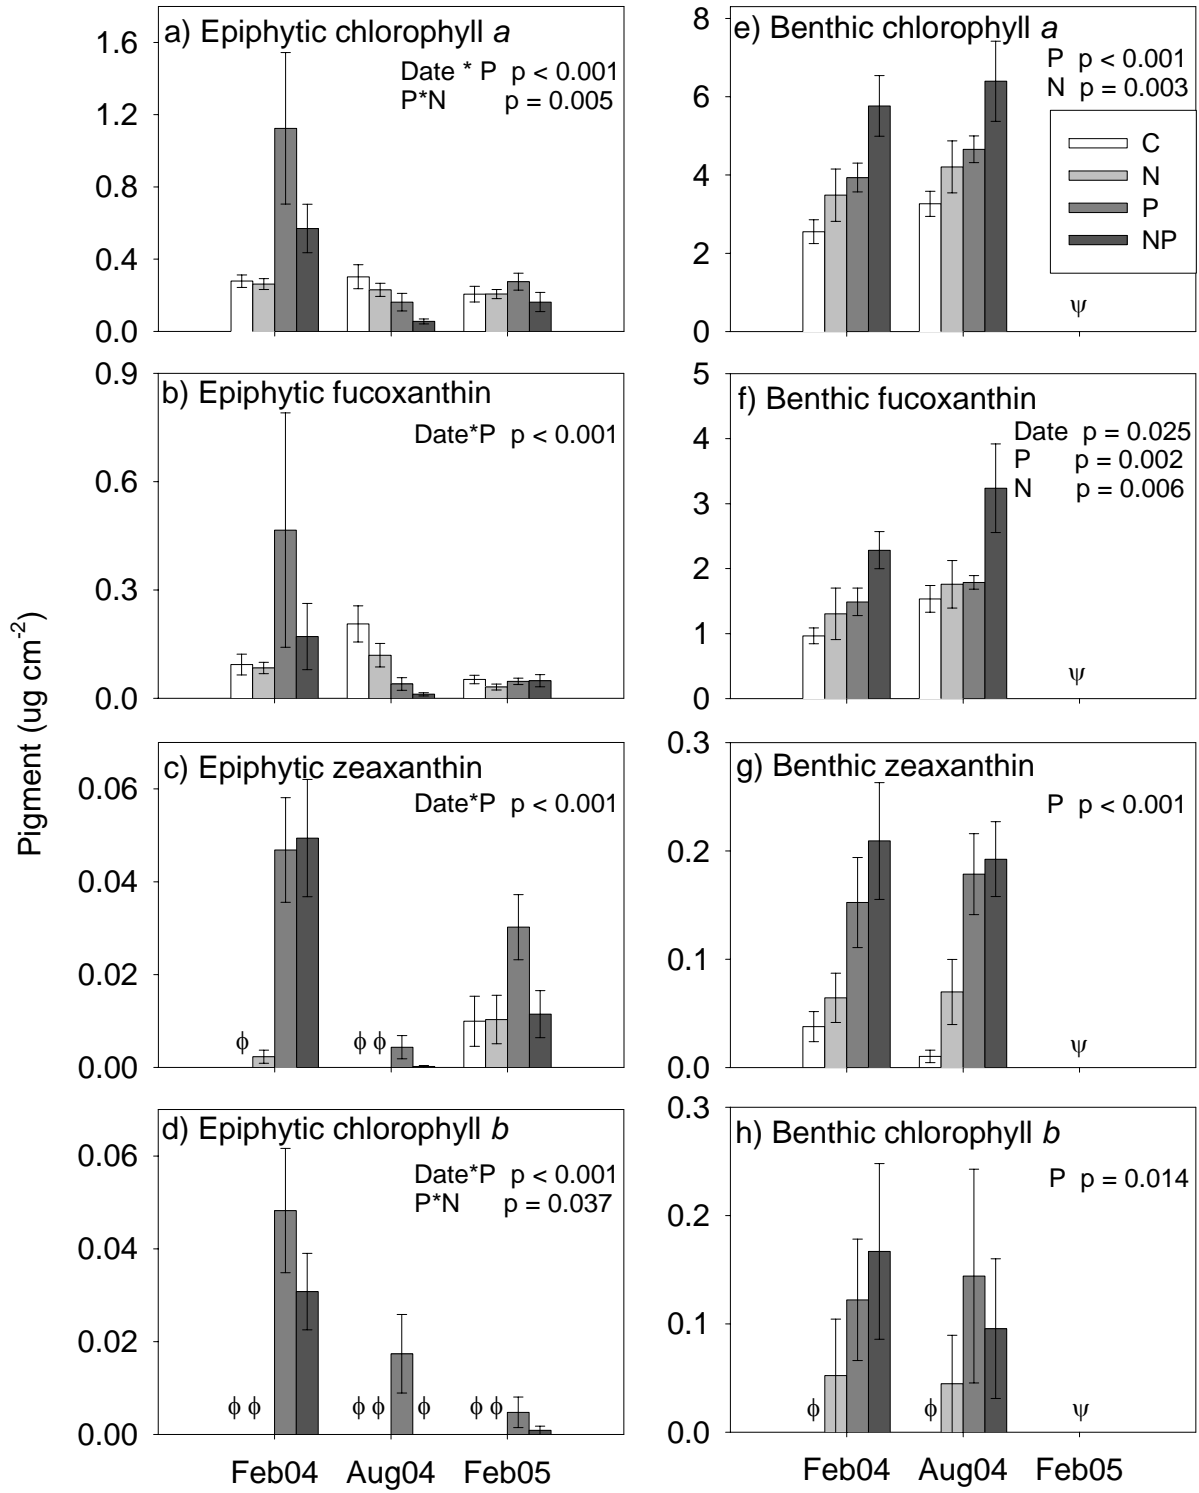 Pigment (ug cm-2)
a) Epiphytic chlorophyll a
Date * P p < 0.001
P*N p = 0.005
1.6
1.2
0.8
0.4
0.0
b) Epiphytic fucoxanthin
Date*P p < 0.001
0.9
0.6
0.3
0.0
c) Epiphytic zeaxanthin
Date*P p < 0.001
0.06
0.04
0.02
0.00
ϕ
ϕ ϕ
d) Epiphytic chlorophyll b
Date*P p < 0.001
P*N p = 0.037
0.06
0.04
0.02
0.00
ϕ ϕ
ϕ ϕ ϕ
ϕ ϕ
Feb04 Aug04 Feb05
e) Benthic chlorophyll a
P p < 0.001
N p = 0.003
C
N
P
NP
8
6
4
2
0
ψ
f) Benthic fucoxanthin
Date p = 0.025
P p = 0.002
N p = 0.006
5
4
3
2
1
0
ψ
g) Benthic zeaxanthin
P p < 0.001
0.3
0.2
0.1
0.0
ψ
h) Benthic chlorophyll b
P p = 0.014
0.3
0.2
0.1
0.0
ϕ
ϕ
ψ
Feb04 Aug04 Feb05